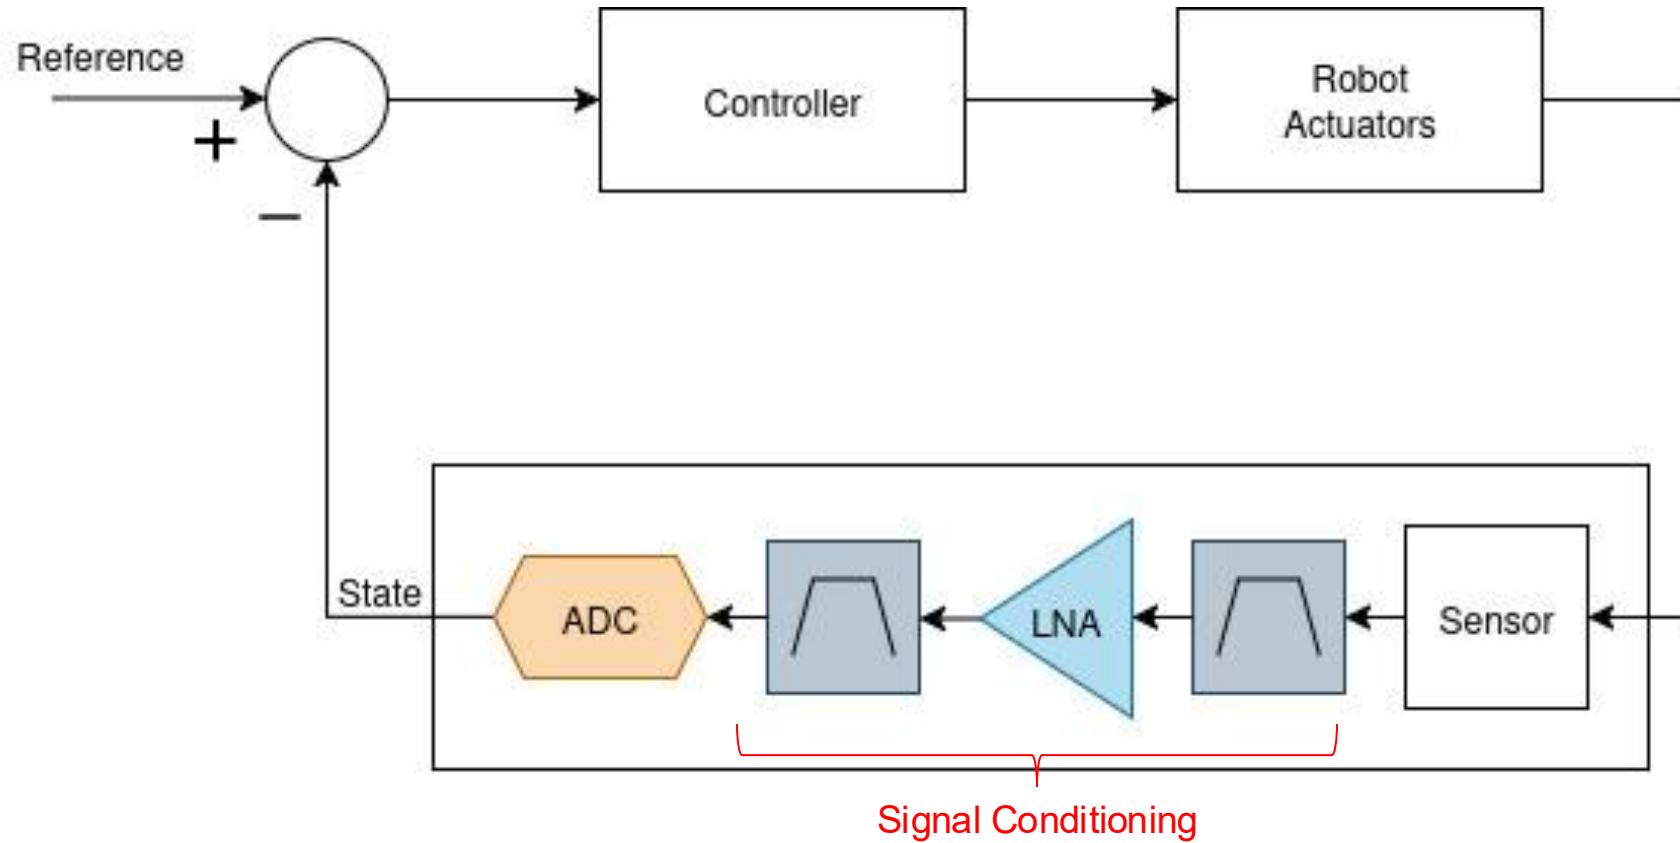 Reference
+
−
Controller
Robot
Actuators
State
ADC
LNA
Sensor
Signal Conditioning